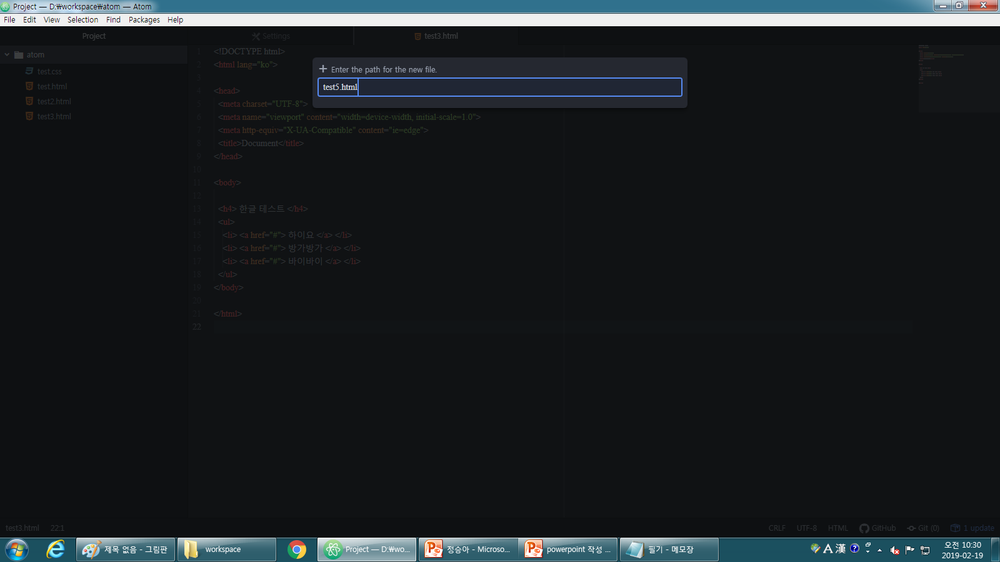 Project — D:₩workspace₩atom — Atom
File Edit View Selection Find Packages Help
Project
Settings
test3.html
atom
test.css
test.html
test2.html
test3.html
Enter the path for the new file.
test5.html
1 <!DOCTYPE html>
2 <html lang="ko">
3
4 <head>
5 <meta charset="UTF-8">
6 <meta name="viewport" content="width=device-width, initial-scale=1.0">
7 <meta http-equiv="X-UA-Compatible" content="ie=edge">
8 <title>Document</title>
9 </head>
10
11 <body>
12
13 <h4> 한글 테스트 </h4>
14 <ul>
15 <li> <a href="#"> 하이요 </a> </li>
16 <li> <a href="#"> 방가방가 </a> </li>
17 <li> <a href="#"> 바이바이 </a> </li>
18 </ul>
19 </body>
20
21 </html>
22
test3.html 22:1
CRLF UTF-8 HTML GitHub Git (0) 1 update
제목 없음 - 그림판
workspace
Project — D:₩wo...
정승아 - Microso...
powerpoint 작성 ...
필기 - 메모장
A 漢
오전 10:30
2019-02-19